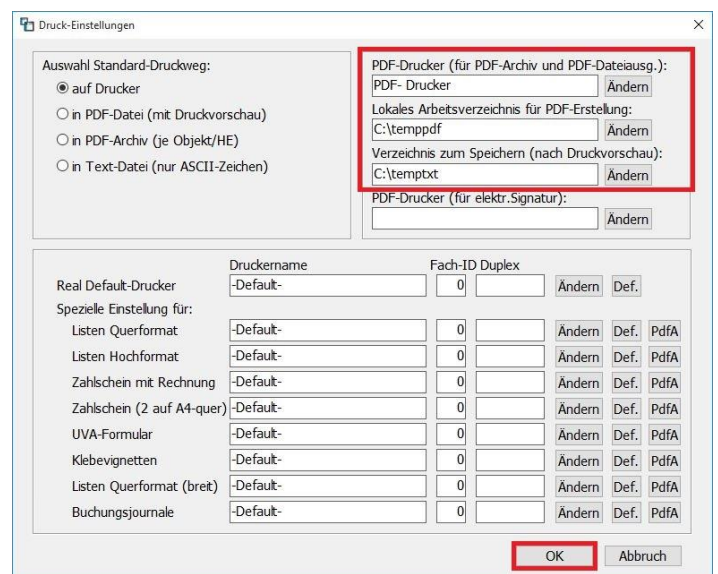 Druck-Einstellungen
Auswahl Standard-Druckweg:
auf Drucker
in PDF-Datei (mit Druckvorschau)
in PDF-Archiv (je Objekt/HE)
in Text-Datei (nur ASCII-Zeichen)
PDF-Drucker (für PDF-Archiv und PDF-Dateiausg.):
PDF- Drucker Ändern
Lokales Arbeitsverzeichnis für PDF-Erstellung:
C:\temppdf Ändern
Verzeichnis zum Speichern (nach Druckvorschau):
C:\temptxt Ändern
PDF-Drucker (für elektr.Signatur):
Ändern
Druckername Fach-ID Duplex
Real Default-Drucker -Default- 0 Ändern Def.
Spezielle Einstellung für:
Listen Querformat -Default- 0 Ändern Def. PdfA
Listen Hochformat -Default- 0 Ändern Def. PdfA
Zahlschein mit Rechnung -Default- 0 Ändern Def. PdfA
Zahlschein (2 auf A4-quer) -Default- 0 Ändern Def. PdfA
UVA-Formular -Default- 0 Ändern Def. PdfA
Klebevignetten -Default- 0 Ändern Def. PdfA
Listen Querformat (breit) -Default- 0 Ändern Def. PdfA
Buchungsjournale -Default- 0 Ändern Def. PdfA
OK Abbruch